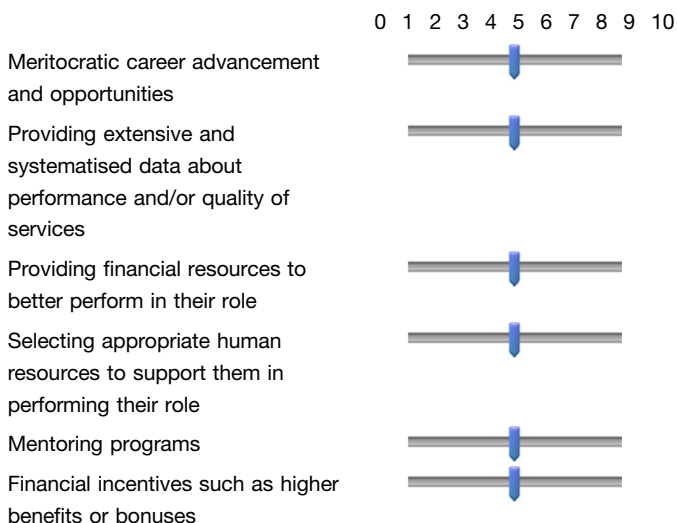 0 1 2 3 4 5 6 7 8 9 10
Meritocratic career advancement
and opportunities
Providing extensive and
systematised data about
performance and/or quality of
services
Providing financial resources to
better perform in their role
Selecting appropriate human
resources to support them in
performing their role
Mentoring programs
Financial incentives such as higher
benefits or bonuses